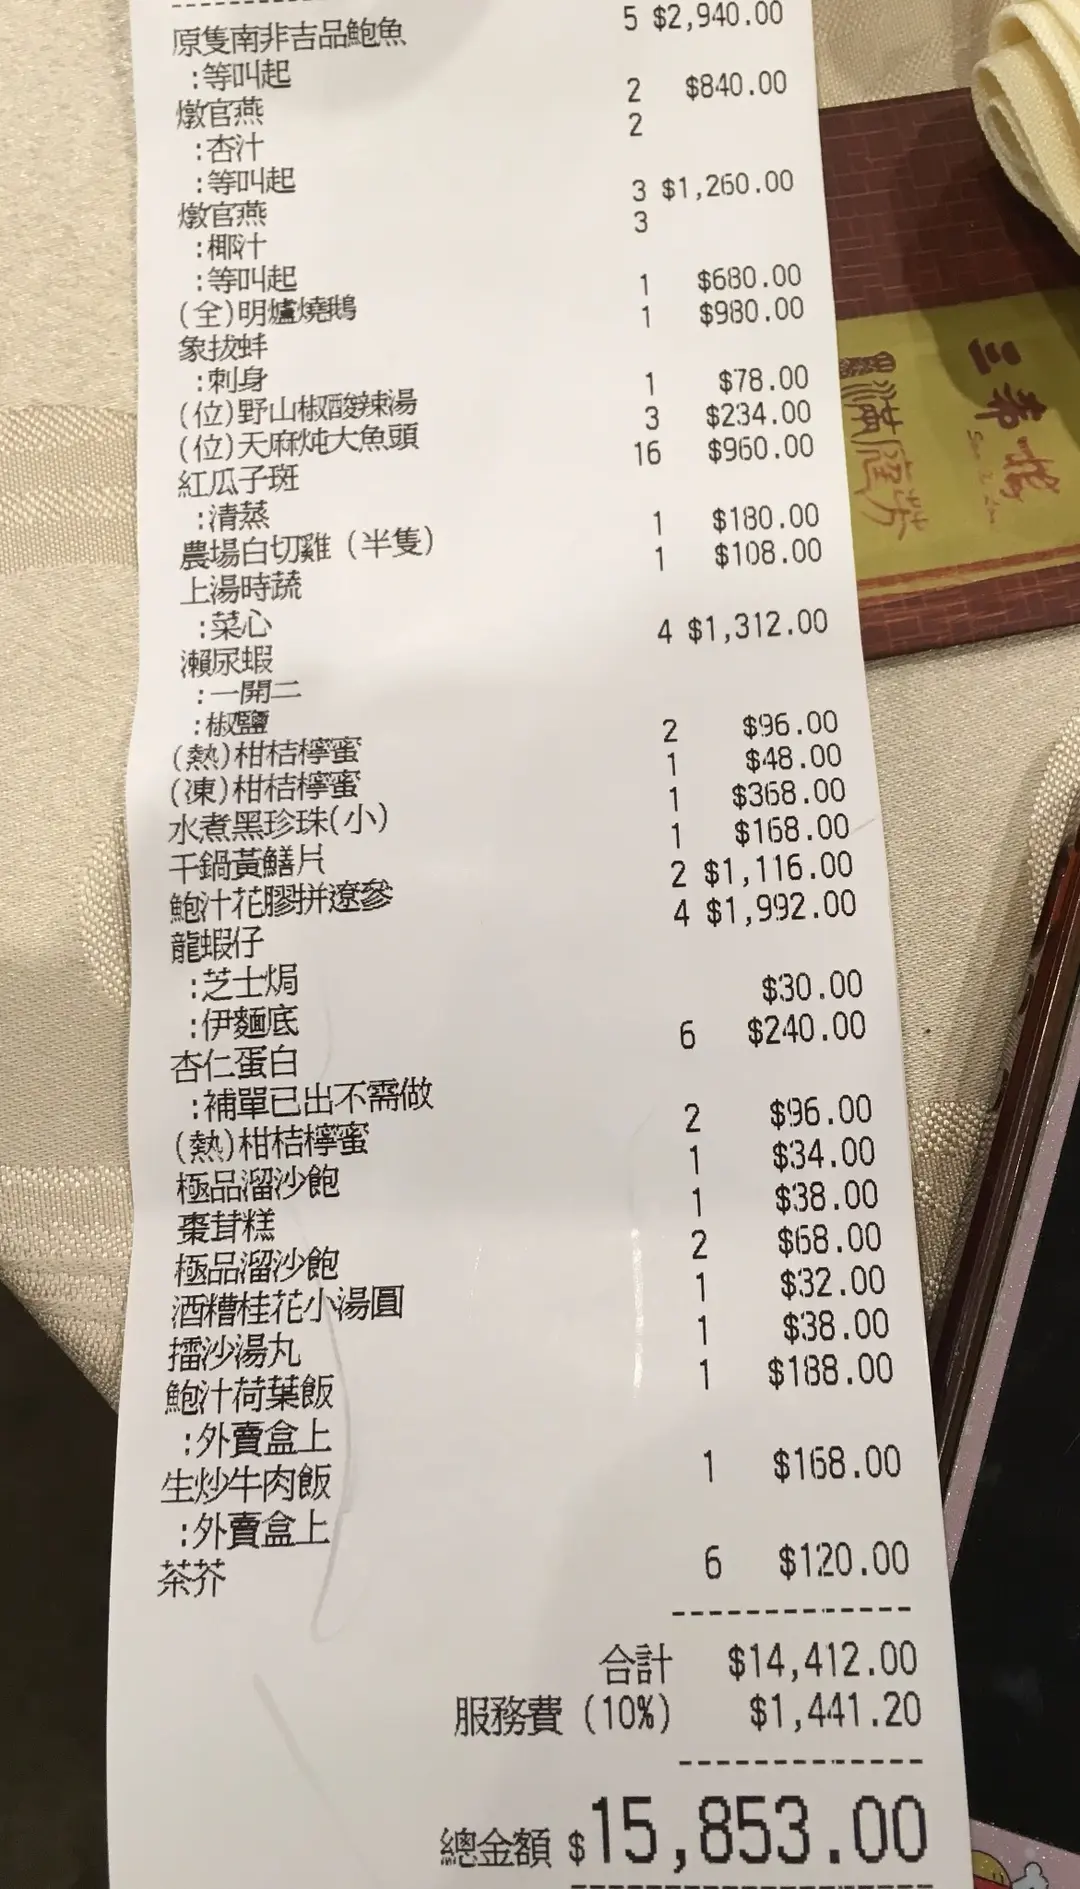 原隻南非吉品鮑魚 5 $2,940.00
:等叫起
燉官燕 2 $840.00
:杏汁 2
:等叫起
燉官燕 3 $1,260.00
:椰汁 3
:等叫起
(全)明爐燒鵝 1 $680.00
象拔蚌 1 $980.00
:刺身
(位)野山椒酸辣湯 1 $78.00
(位)天麻炖大魚頭 3 $234.00
紅瓜子斑 16 $960.00
:清蒸
農場白切雞(半隻) 1 $180.00
上湯時蔬 1 $108.00
:菜心
瀨尿蝦 4 $1,312.00
:一開二
:椒鹽
(熱)柑桔檸蜜 2 $96.00
(凍)柑桔檸蜜 1 $48.00
水煮黑珍珠(小) 1 $368.00
干鍋黃鱔片 1 $168.00
鮑汁花膠拼遼參 2 $1,116.00
龍蝦仔 4 $1,992.00
:芝士焗
:伊麵底 $30.00
杏仁蛋白 6 $240.00
:補單已出不需做
(熱)柑桔檸蜜 2 $96.00
極品溜沙飽 1 $34.00
棗茸糕 1 $38.00
極品溜沙飽 2 $68.00
酒糟桂花小湯圓 1 $32.00
擂沙湯丸 1 $38.00
鮑汁荷葉飯 1 $188.00
:外賣盒上
生炒牛肉飯 1 $168.00
:外賣盒上
茶芥 6 $120.00
合計 $14,412.00
服務費(10%) $1,441.20
總金額 $15,853.00
三希
滿庭芳